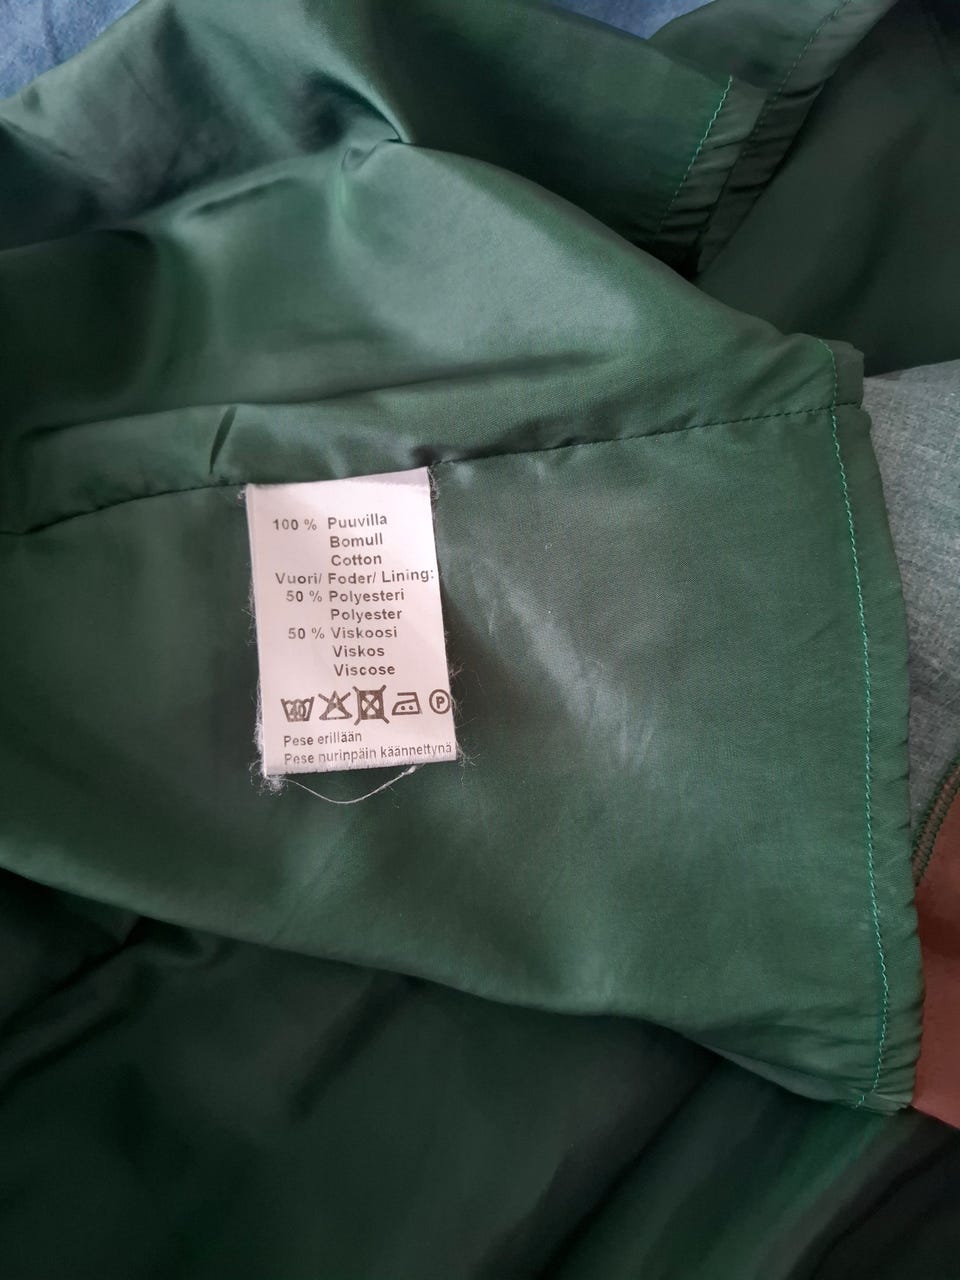 100 % Puuvilla
Bomull
Cotton
Vuori/ Foder/ Lining:
50 % Polyesteri
Polyester
50 % Viskoosi
Viskos
Viscose
40 P
Pese erillään
Pese nurinpäin käännettynä